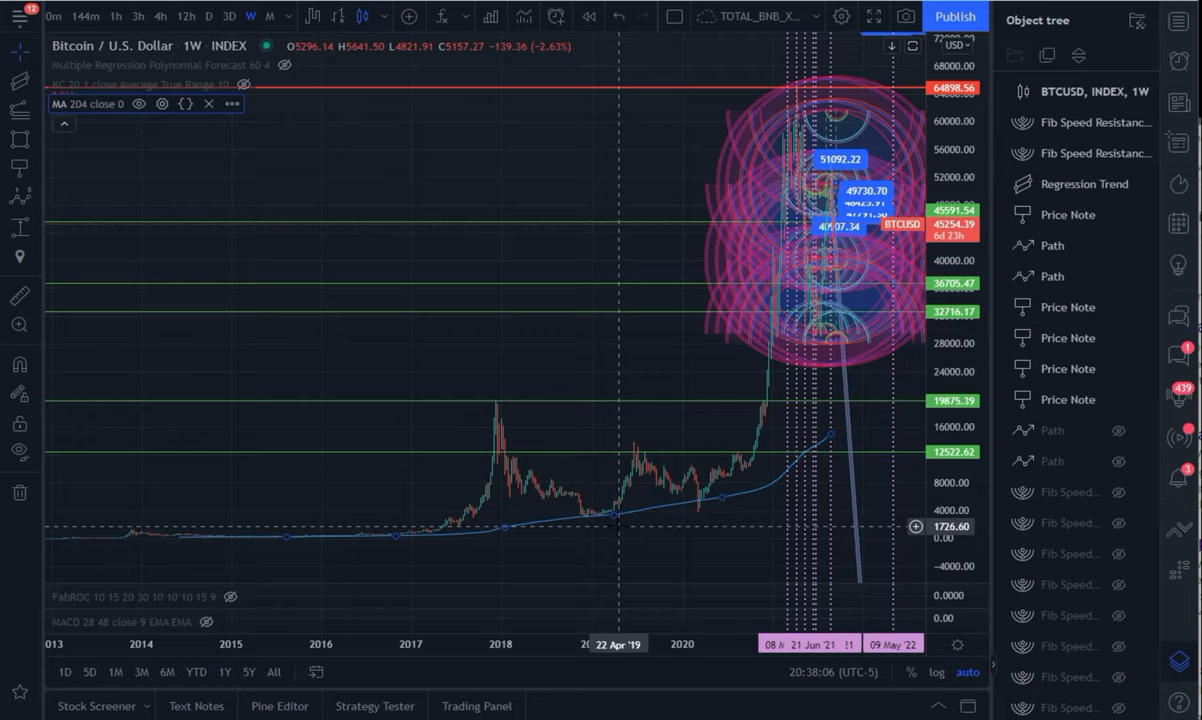 12
0m 144m 1h 3h 4h 12h D 3D W M
TOTAL_BNB_X...
Publish
Bitcoin / U.S. Dollar · 1W · INDEX
O5296.14 H5641.50 L4821.91 C5157.27 −139.36 (−2.63%)
Multiple Regression Polynomial Forecast 60 4
KC 20 1 close Average True Range 10
MA 204 close 0
USD
72000.00
68000.00
64898.56
60000.00
56000.00
52000.00
45591.54
BTCUSD 45254.39
6d 23h
40000.00
36705.47
32716.17
28000.00
24000.00
19875.39
16000.00
12522.62
8000.00
4000.00
1726.60
0.00
−4000.00
0.0000
0.00
51092.22
49730.70
FabROC 10 15 20 30 10 10 10 15 9
MACD 28 48 close 9 EMA EMA
013 2014 2015 2016 2017 2018 22 Apr '19 2020 08 M 21 Jun '21 09 May '22
1D 5D 1M 3M 6M YTD 1Y 5Y All
20:38:06 (UTC-5)
% log auto
Stock Screener Text Notes Pine Editor Strategy Tester Trading Panel
Object tree
BTCUSD, INDEX, 1W
Fib Speed Resistanc...
Fib Speed Resistanc...
Regression Trend
Price Note
Path
Path
Price Note
Price Note
Price Note
Price Note
Path
Path
Fib Speed...
Fib Speed...
Fib Speed...
Fib Speed...
Fib Speed...
Fib Speed...
Fib Speed...
Fib Speed...
1
439
3